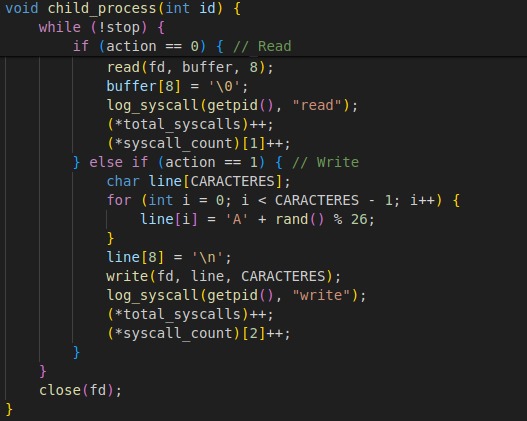 void child_process(int id) {
    while (!stop) {
        if (action == 0) { // Read
            read(fd, buffer, 8);
            buffer[8] = '\0';
            log_syscall(getpid(), "read");
            (*total_syscalls)++;
            (*syscall_count)[1]++;
        } else if (action == 1) { // Write
            char line[CARACTERES];
            for (int i = 0; i < CARACTERES - 1; i++) {
                line[i] = 'A' + rand() % 26;
            }
            line[8] = '\n';
            write(fd, line, CARACTERES);
            log_syscall(getpid(), "write");
            (*total_syscalls)++;
            (*syscall_count)[2]++;
        }
    }
    close(fd);
}